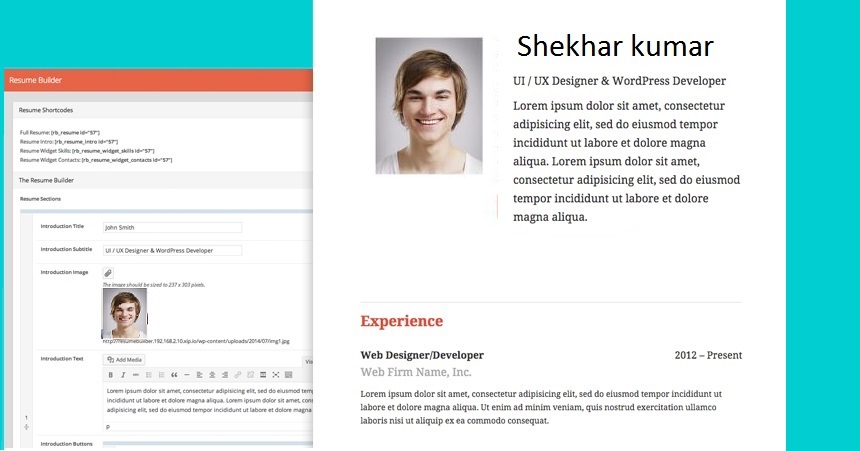 Resume Builder
Resume Shortcodes
Full Resume: [rb_resume id="57"]
Resume Intro: [rb_resume_intro id="57"]
Resume Widget Skills: [rb_resume_widget_skills id="57"]
Resume Widget Contacts: [rb_resume_widget_contacts id="57"]
The Resume Builder
Resume Sections
Introduction Title
John Smith
Introduction Subtitle
UI / UX Designer & WordPress Developer
Introduction Image
The image should be sized to 237 x 303 pixels.
http://resumebuilder.192.168.2.10.xip.io/wp-content/uploads/2014/07/img1.jpg
Introduction Text
Add Media
Vis
B I ABC
Lorem ipsum dolor sit amet, consectetur adipisicing elit, sed do eiusm
incididunt ut labore et dolore magna aliqua. Lorem ipsum dolor sit am
adipisicing elit, sed do eiusmod tempor incididunt ut labore et dolore
p
1
Introduction Buttons
Shekhar kumar
UI / UX Designer & WordPress Developer
Lorem ipsum dolor sit amet, consectetur
adipisicing elit, sed do eiusmod tempor
incididunt ut labore et dolore magna
aliqua. Lorem ipsum dolor sit amet,
consectetur adipisicing elit, sed do eiusmod
tempor incididunt ut labore et dolore
magna aliqua.
Experience
Web Designer/Developer 2012 – Present
Web Firm Name, Inc.
Lorem ipsum dolor sit amet, consectetur adipisicing elit, sed do eiusmod tempor incididunt ut
labore et dolore magna aliqua. Ut enim ad minim veniam, quis nostrud exercitation ullamco
laboris nisi ut aliquip ex ea commodo consequat.